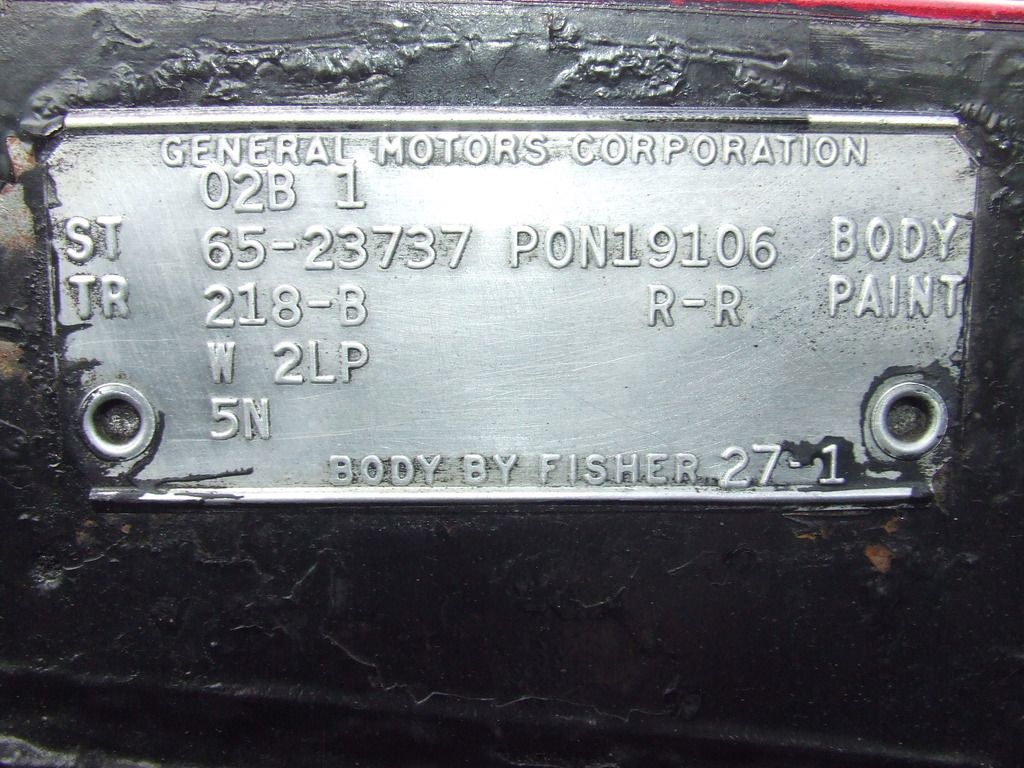 GENERAL MOTORS CORPORATION
02B 1
ST 65-23737 PON19106 BODY
TR 218-B R-R PAINT
W 2LP
5N
BODY BY FISHER 27-1